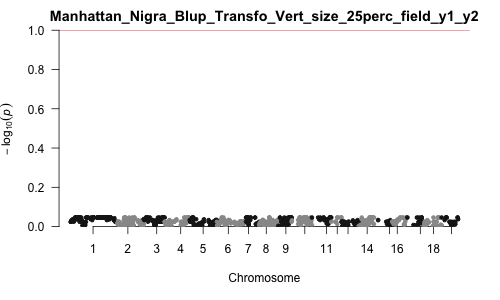 Manhattan_Nigra_Blup_Transfo_Vert_size_25perc_field_y1_y2
1.0
0.8
0.6
0.4
0.2
0.0
− log10(p)
1 2 3 4 5 6 7 8 9 11 14 16 18
Chromosome